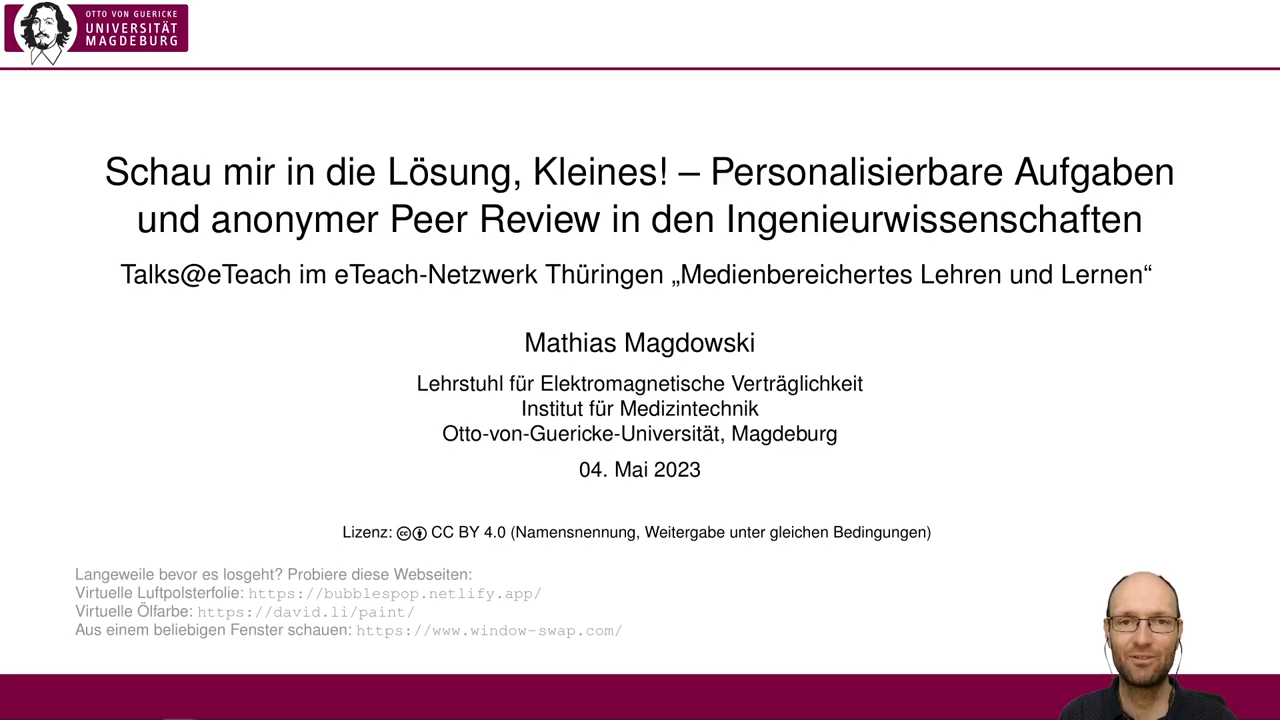 OTTO VON GUERICKE
UNIVERSITÄT
MAGDEBURG
Schau mir in die Lösung, Kleines! – Personalisierbare Aufgaben
und anonymer Peer Review in den Ingenieurwissenschaften
Talks@eTeach im eTeach-Netzwerk Thüringen „Medienbereichertes Lehren und Lernen“
Mathias Magdowski
Lehrstuhl für Elektromagnetische Verträglichkeit
Institut für Medizintechnik
Otto-von-Guericke-Universität, Magdeburg
04. Mai 2023
Lizenz: CC BY 4.0 (Namensnennung, Weitergabe unter gleichen Bedingungen)
Langeweile bevor es losgeht? Probiere diese Webseiten:
Virtuelle Luftpolsterfolie: https://bubblespop.netlify.app/
Virtuelle Ölfarbe: https://david.li/paint/
Aus einem beliebigen Fenster schauen: https://www.window-swap.com/